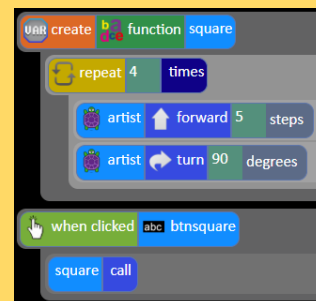 VAR create b a d c e function square
repeat 4 times
artist forward 5 steps
artist turn 90 degrees
when clicked abc btnsquare
square call